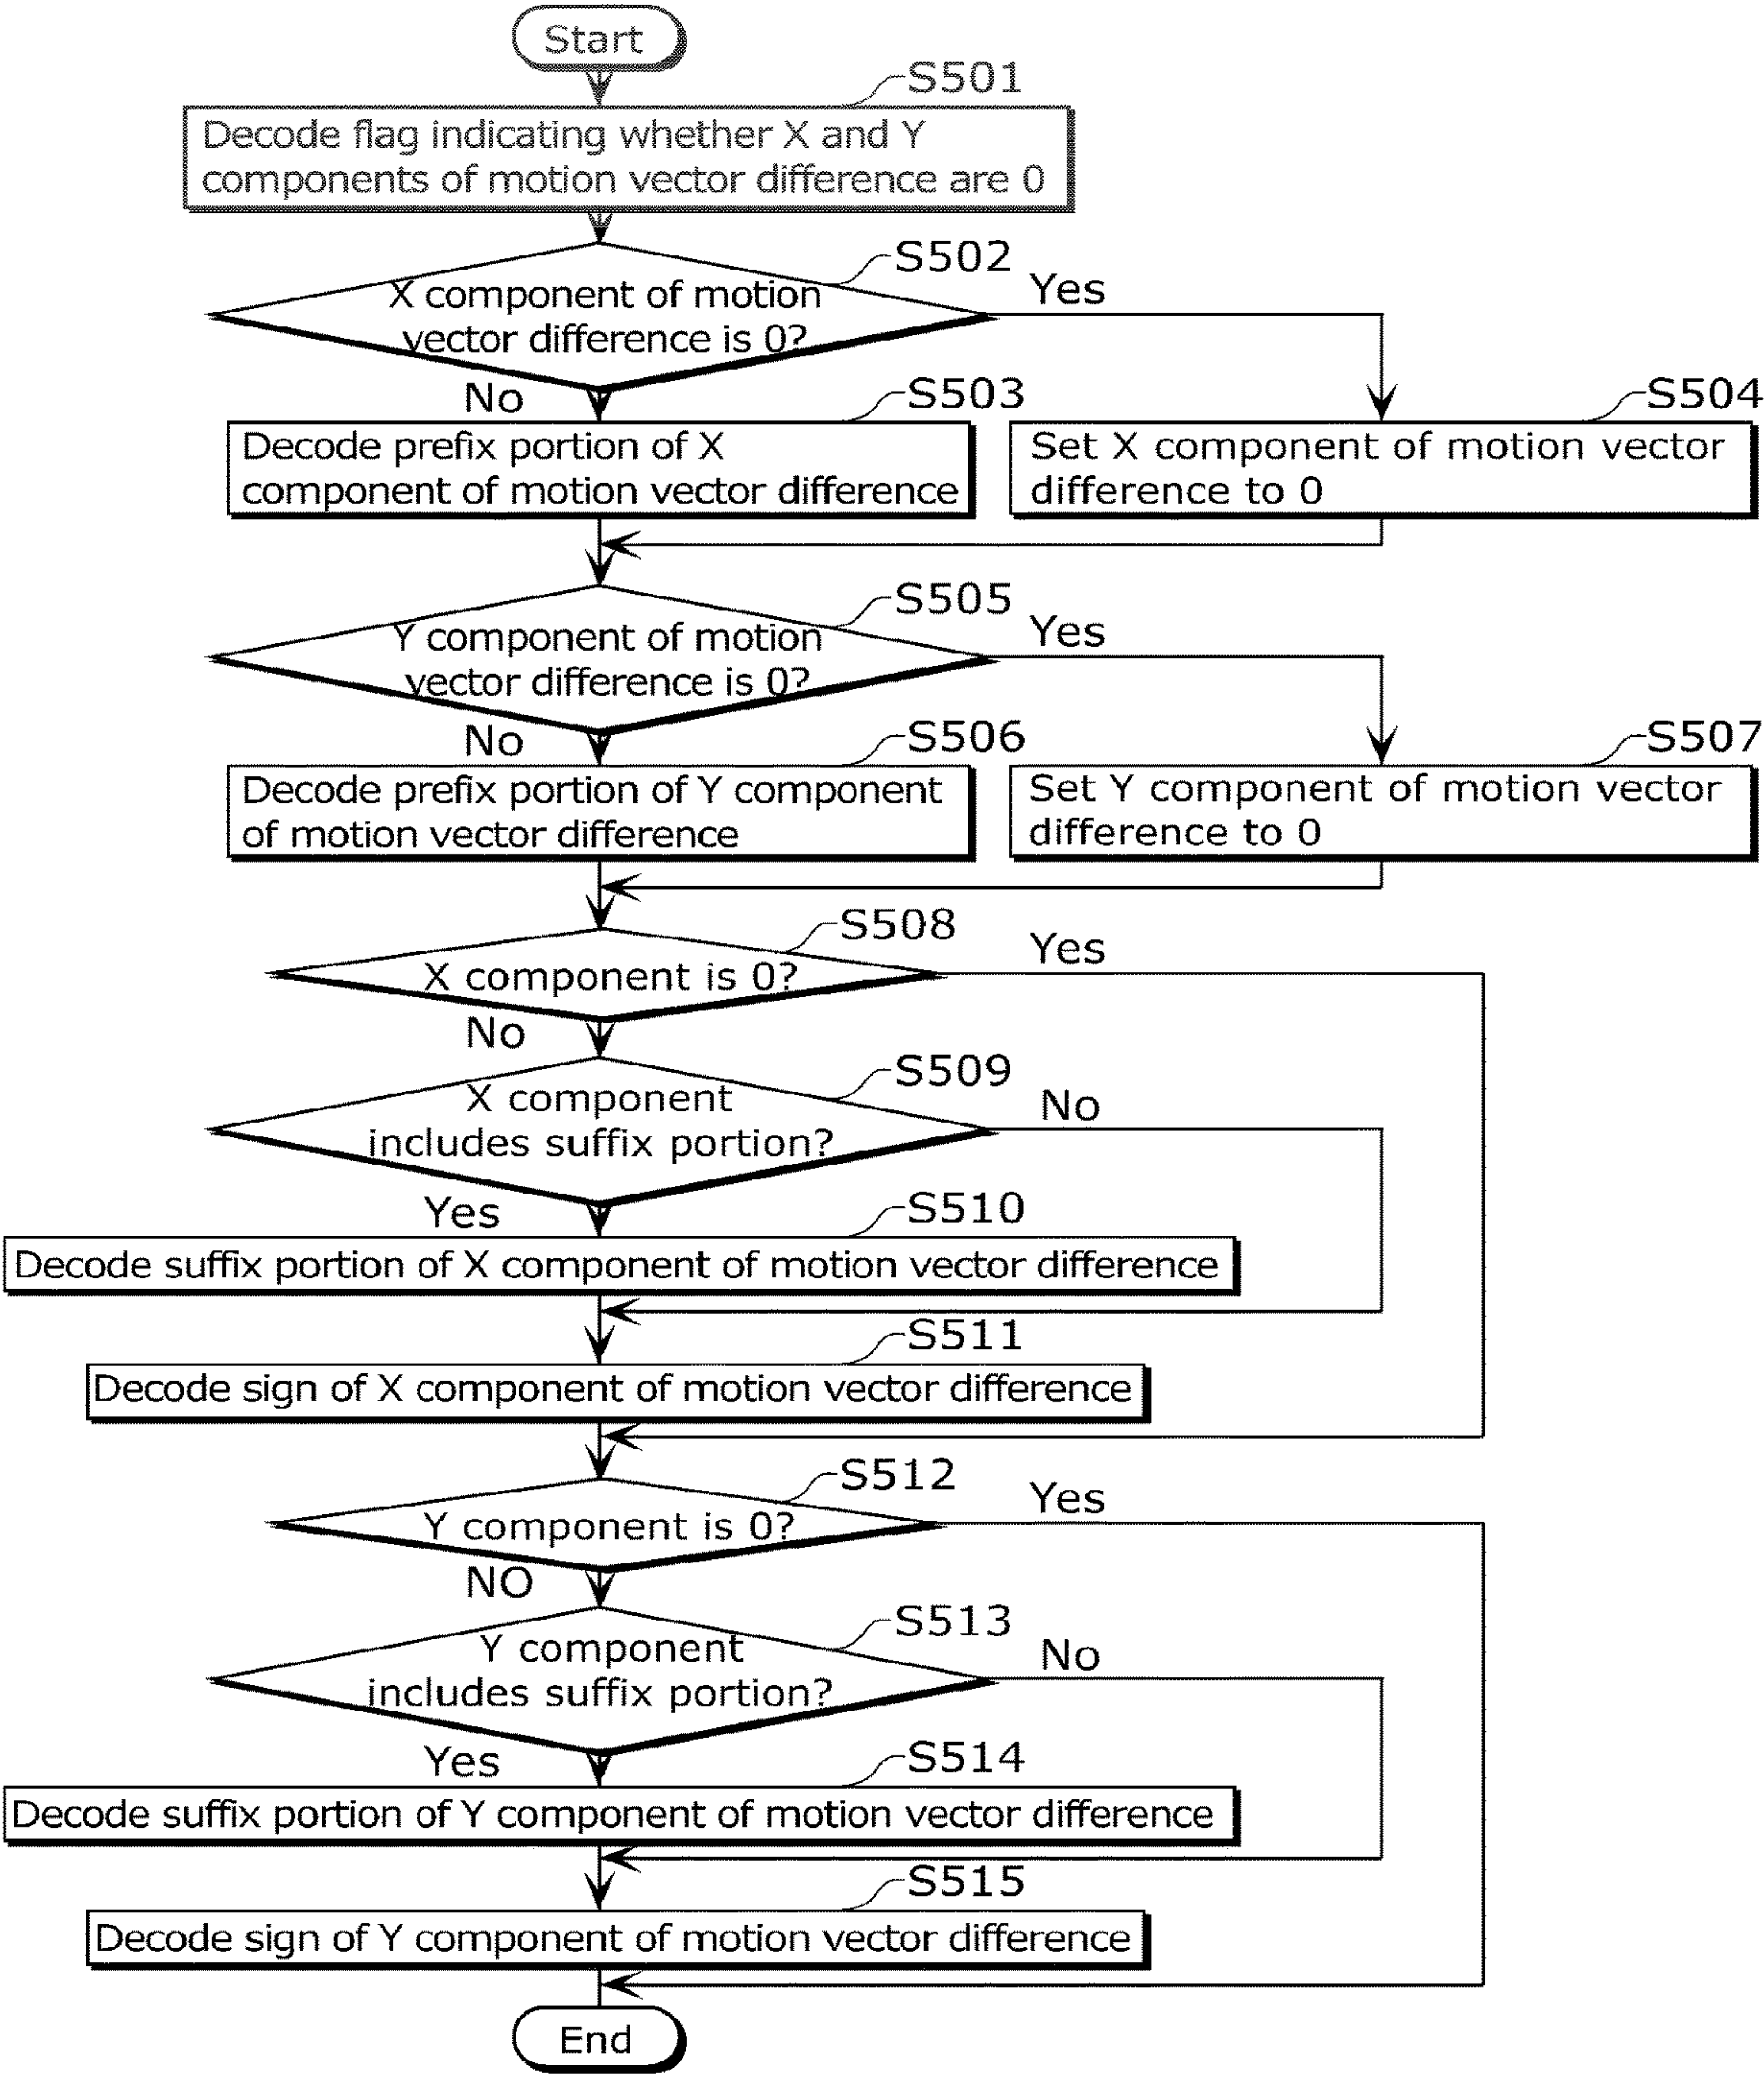 Start
S501
Decode flag indicating whether X and Y
components of motion vector difference are 0
S502
X component of motion
vector difference is 0?
Yes
No
S503
Decode prefix portion of X
component of motion vector difference
S504
Set X component of motion vector
difference to 0
S505
Y component of motion
vector difference is 0?
Yes
No
S506
Decode prefix portion of Y component
of motion vector difference
S507
Set Y component of motion vector
difference to 0
S508
X component is 0?
Yes
No
S509
X component
includes suffix portion?
No
Yes
S510
Decode suffix portion of X component of motion vector difference
S511
Decode sign of X component of motion vector difference
S512
Y component is 0?
Yes
NO
S513
Y component
includes suffix portion?
No
Yes
S514
Decode suffix portion of Y component of motion vector difference
S515
Decode sign of Y component of motion vector difference
End